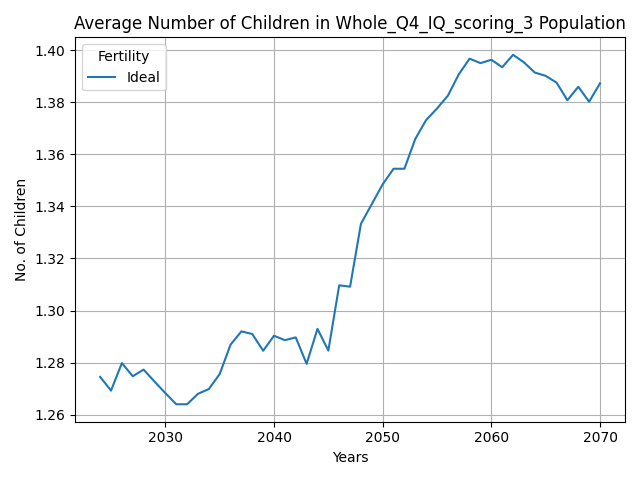 Average Number of Children in Whole_Q4_IQ_scoring_3 Population
Fertility
Ideal
No. of Children
1.40
1.38
1.36
1.34
1.32
1.30
1.28
1.26
2030 2040 2050 2060 2070
Years